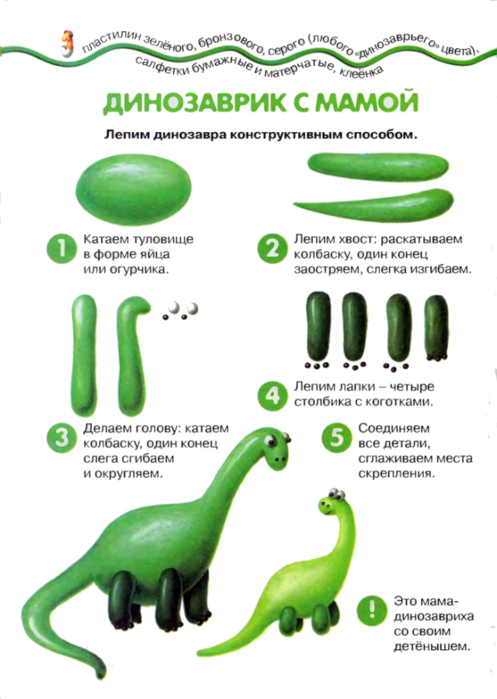 пластилин зелёного, бронзового, серого (любого «динозаврьего» цвета),
салфетки бумажные и матерчатые, клеёнка
ДИНОЗАВРИК С МАМОЙ
Лепим динозавра конструктивным способом.
1
Катаем туловище
в форме яйца
или огурчика.
2
Лепим хвост: раскатываем
колбаску, один конец
заостряем, слегка изгибаем.
3
Делаем голову: катаем
колбаску, один конец
слега сгибаем
и округляем.
4
Лепим лапки – четыре
столбика с коготками.
5
Соединяем
все детали,
сглаживаем места
скрепления.
!
Это мама-
динозавриха
со своим
детёнышем.